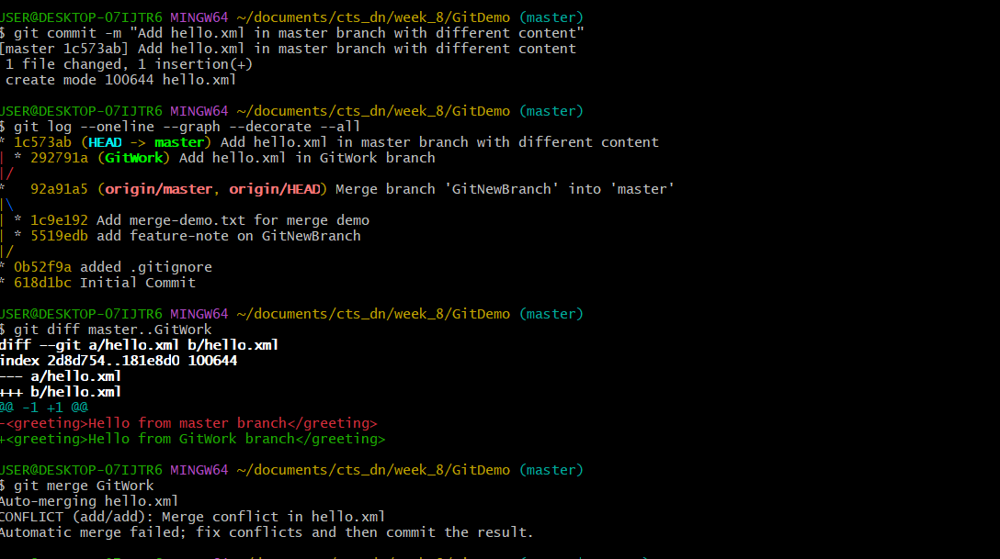 USER@DESKTOP-07IJTR6 MINGW64 ~/documents/cts_dn/week_8/GitDemo (master)
$ git commit -m "Add hello.xml in master branch with different content"
[master 1c573ab] Add hello.xml in master branch with different content
 1 file changed, 1 insertion(+)
 create mode 100644 hello.xml

USER@DESKTOP-07IJTR6 MINGW64 ~/documents/cts_dn/week_8/GitDemo (master)
$ git log --oneline --graph --decorate --all
* 1c573ab (HEAD -> master) Add hello.xml in master branch with different content
| * 292791a (GitWork) Add hello.xml in GitWork branch
|/
*   92a91a5 (origin/master, origin/HEAD) Merge branch 'GitNewBranch' into 'master'
|\
| * 1c9e192 Add merge-demo.txt for merge demo
| * 5519edb add feature-note on GitNewBranch
|/
* 0b52f9a added .gitignore
* 618d1bc Initial Commit

USER@DESKTOP-07IJTR6 MINGW64 ~/documents/cts_dn/week_8/GitDemo (master)
$ git diff master..GitWork
diff --git a/hello.xml b/hello.xml
index 2d8d754..181e8d0 100644
--- a/hello.xml
+++ b/hello.xml
@@ -1 +1 @@
-<greeting>Hello from master branch</greeting>
+<greeting>Hello from GitWork branch</greeting>

USER@DESKTOP-07IJTR6 MINGW64 ~/documents/cts_dn/week_8/GitDemo (master)
$ git merge GitWork
Auto-merging hello.xml
CONFLICT (add/add): Merge conflict in hello.xml
Automatic merge failed; fix conflicts and then commit the result.